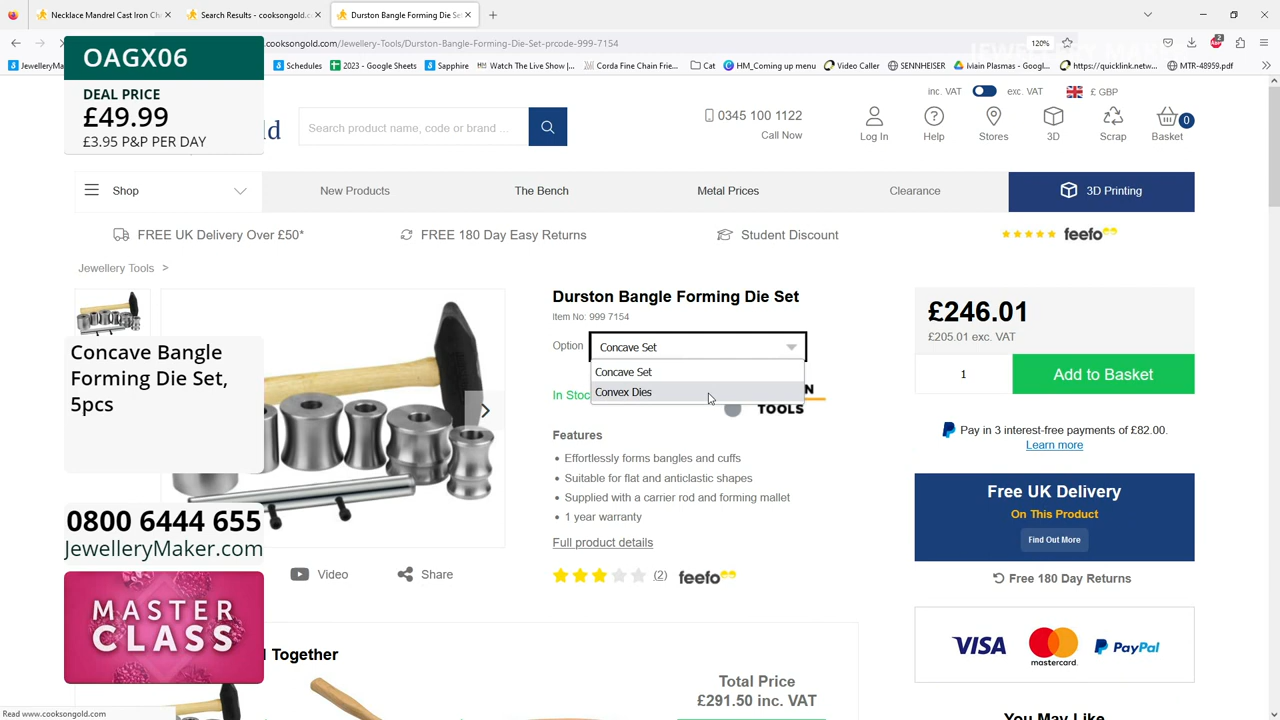 Necklace Mandrel Cast Iron Ch
Search Results - cooksongold.c
Durston Bangle Forming Die Se
.cooksongold.com/Jewellery-Tools/Durston-Bangle-Forming-Die-Set-prcode-999-7154
120%
JewelleryMa
Schedules
2023 - Google Sheets
Sapphire
Watch The Live Show |...
Corda Fine Chain Frie...
Cat
HM_Coming up menu
Video Caller
SENNHEISER
Main Plasmas - Googl...
https://quicklink.netw...
MTR-48959.pdf
OAGX06
DEAL PRICE
£49.99
£3.95 P&P PER DAY
inc. VAT
exc. VAT
£ GBP
ld
Search product name, code or brand ...
0345 100 1122
Call Now
Log In
Help
Stores
3D
Scrap
Basket
0
Shop
New Products
The Bench
Metal Prices
Clearance
3D Printing
FREE UK Delivery Over £50*
FREE 180 Day Easy Returns
Student Discount
feefo
Jewellery Tools >
Durston Bangle Forming Die Set
Item No: 999 7154
Option
Concave Set
Concave Set
Convex Dies
In Stoc
N
TOOLS
Features
• Effortlessly forms bangles and cuffs
• Suitable for flat and anticlastic shapes
• Supplied with a carrier rod and forming mallet
• 1 year warranty
Full product details
(2)
feefo
Video
Share
£246.01
£205.01 exc. VAT
1
Add to Basket
Pay in 3 interest-free payments of £82.00.
Learn more
Free UK Delivery
On This Product
Find Out More
Free 180 Day Returns
VISA
mastercard.
PayPal
Concave Bangle
Forming Die Set,
5pcs
0800 6444 655
JewelleryMaker.com
MASTER
CLASS
Together
Total Price
£291.50 inc. VAT
You May Like
Read www.cooksongold.com